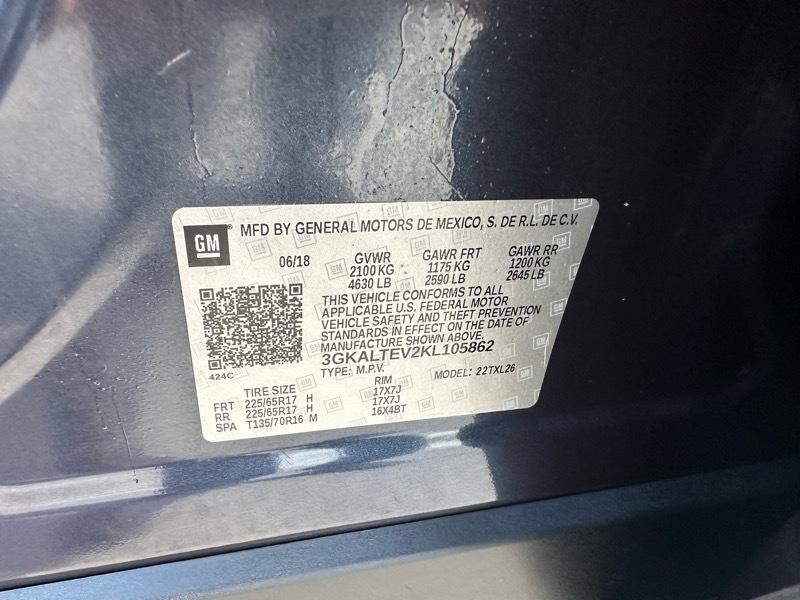 GM
MFD BY GENERAL MOTORS DE MEXICO, S. DE R.L. DE C.V.
06/18 GVWR GAWR FRT GAWR RR
2100 KG 1175 KG 1200 KG
4630 LB 2590 LB 2645 LB
THIS VEHICLE CONFORMS TO ALL
APPLICABLE U.S. FEDERAL MOTOR
VEHICLE SAFETY AND THEFT PREVENTION
STANDARDS IN EFFECT ON THE DATE OF
MANUFACTURE SHOWN ABOVE.
3GKALTEV2KL105862
424C TYPE: M.P.V. MODEL: 22TXL26
TIRE SIZE RIM
FRT 225/65R17 H 17X7J
RR 225/65R17 H 17X7J
SPA T135/70R16 M 16X4BT